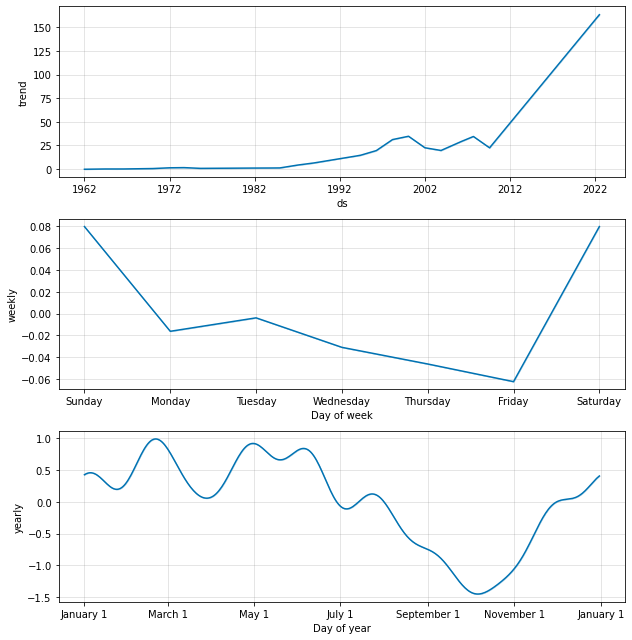 150
125
100
75
50
25
0
trend
1962 1972 1982 1992 2002 2012 2022
ds
0.08
0.06
0.04
0.02
0.00
−0.02
−0.04
−0.06
weekly
Sunday Monday Tuesday Wednesday Thursday Friday Saturday
Day of week
1.0
0.5
0.0
−0.5
−1.0
−1.5
yearly
January 1 March 1 May 1 July 1 September 1 November 1 January 1
Day of year